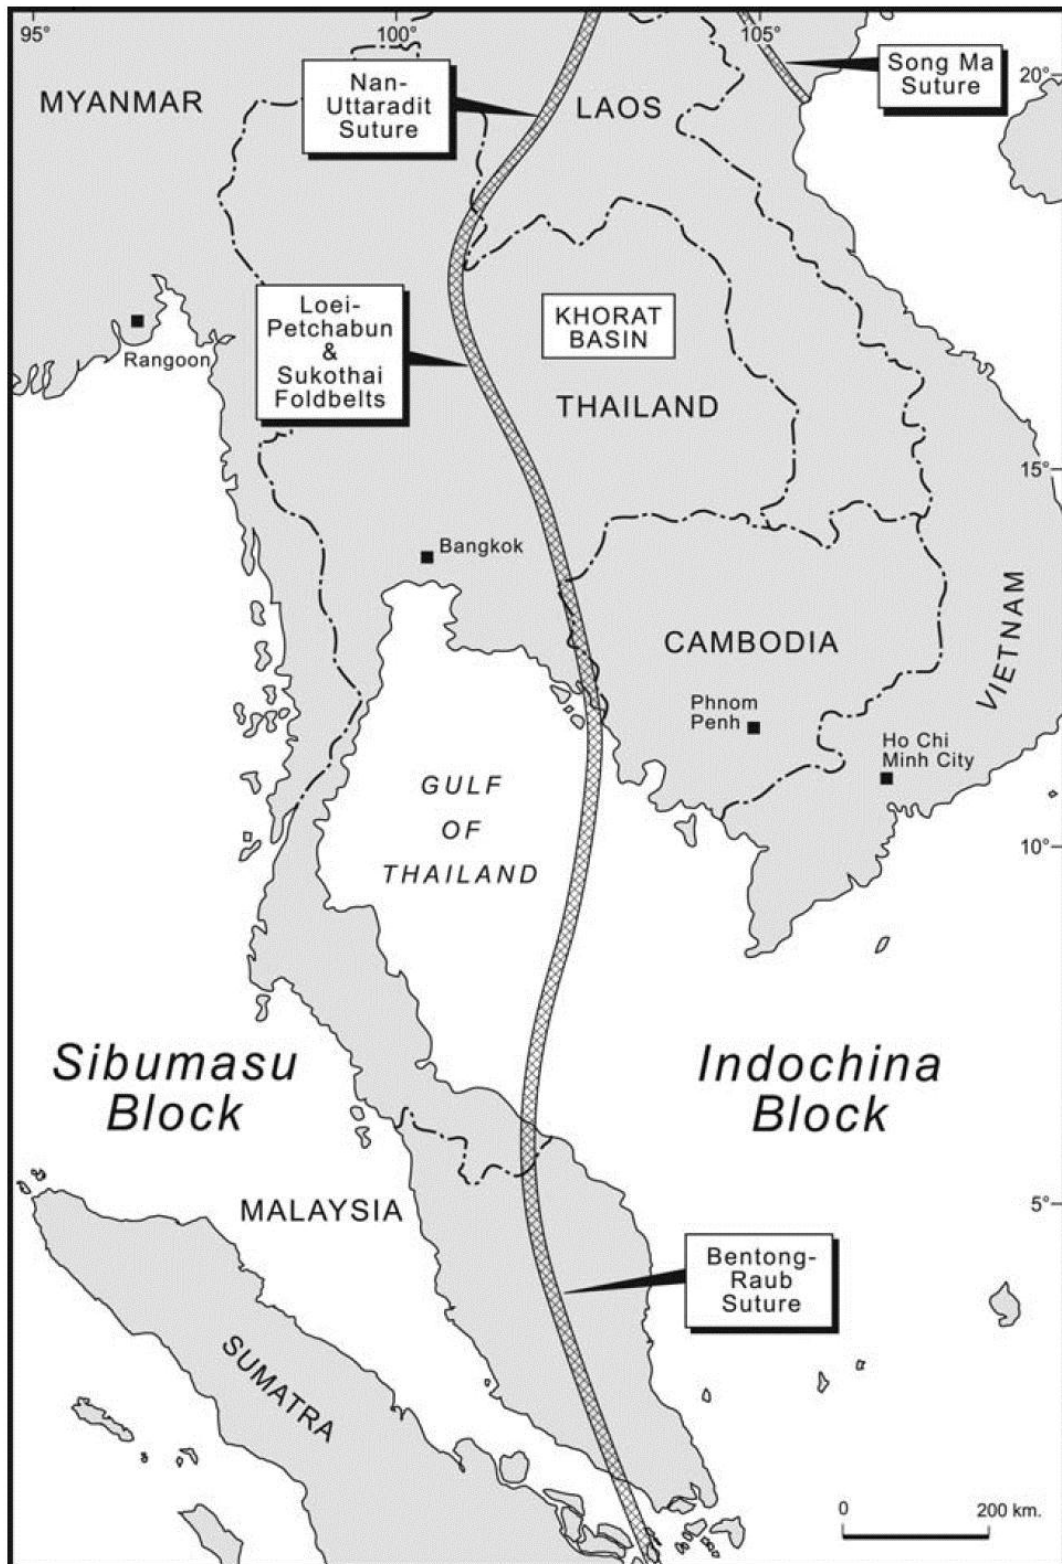 95°
100°
105°
20°
15°
10°
5°
MYANMAR
Nan-
Uttaradit
Suture
LAOS
Song Ma
Suture
Rangoon
Loei-
Petchabun
&
Sukothai
Foldbelts
KHORAT
BASIN
THAILAND
Bangkok
CAMBODIA
VIETNAM
Phnom
Penh
Ho Chi
Minh City
GULF
OF
THAILAND
Sibumasu
Block
Indochina
Block
MALAYSIA
Bentong-
Raub
Suture
SUMATRA
0
200 km.